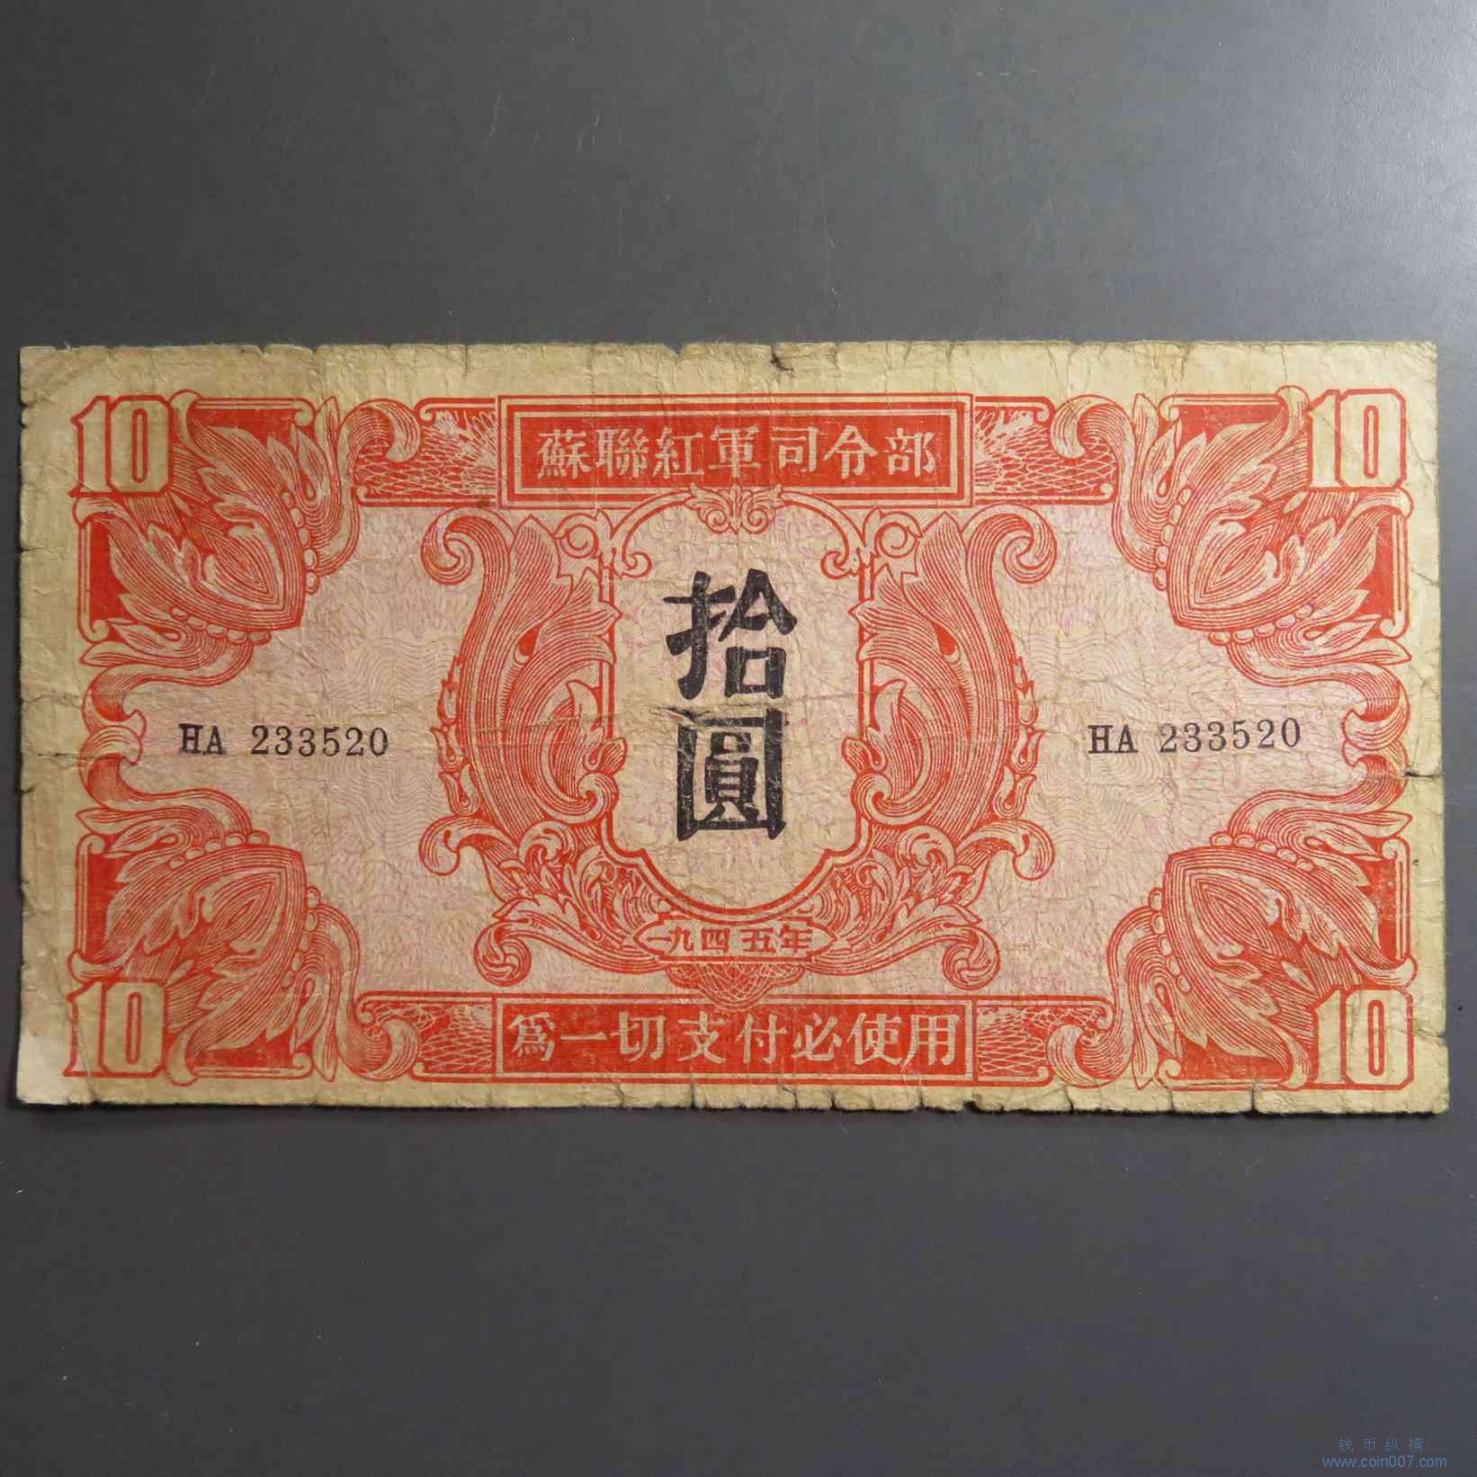 10 蘇聯紅軍司令部 10
拾
圓
HA 233520 HA 233520
一九四五年
10 爲一切支付必使用 10
钱币纵横
www.coin007.com